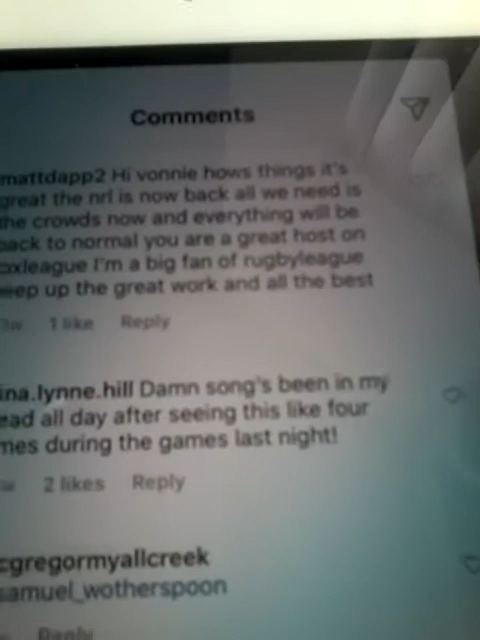 Comments
mattdapp2 Hi vonnie hows things it's
great the nrl is now back all we need is
the crowds now and everything will be
back to normal you are a great host on
oxleague I'm a big fan of rugbyleague
eep up the great work and all the best
1 like Reply
ina.lynne.hill Damn song's been in my
ead all day after seeing this like four
mes during the games last night!
2 likes Reply
cgregormyallcreek
samuel_wotherspoon
Reply